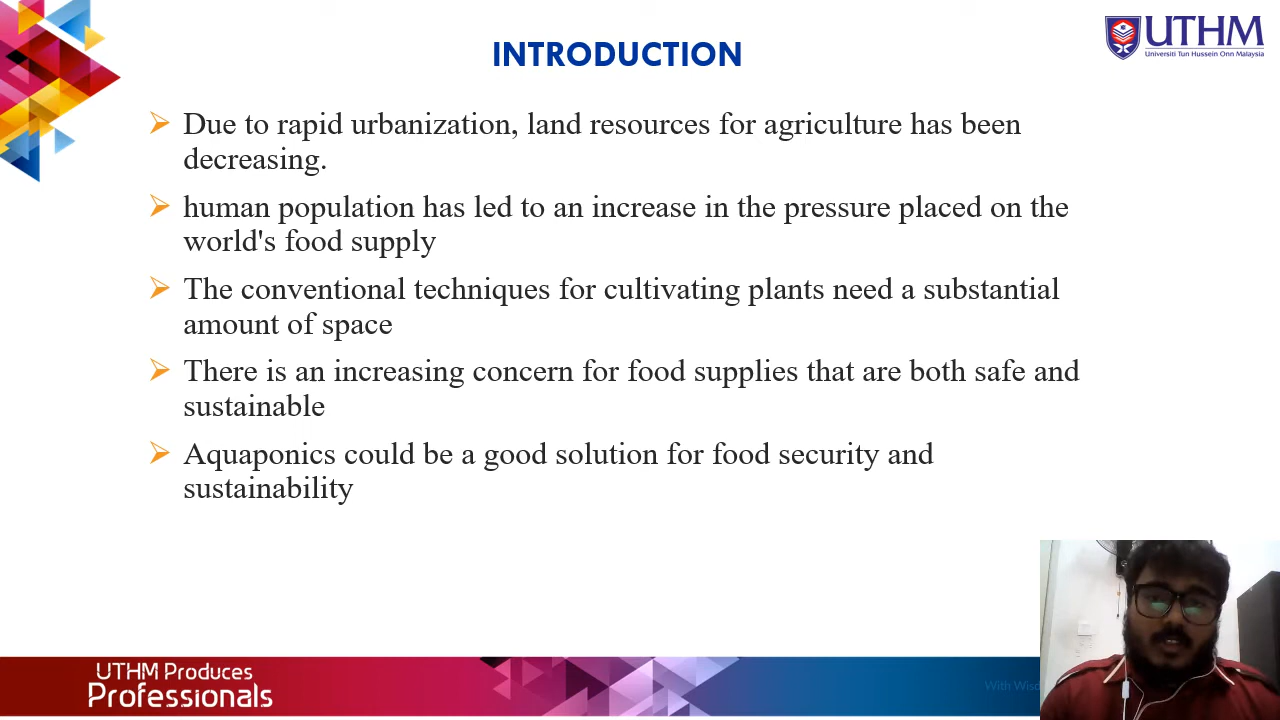 INTRODUCTION
UTHM
Universiti Tun Hussein Onn Malaysia
Due to rapid urbanization, land resources for agriculture has been
decreasing.
human population has led to an increase in the pressure placed on the
world's food supply
The conventional techniques for cultivating plants need a substantial
amount of space
There is an increasing concern for food supplies that are both safe and
sustainable
Aquaponics could be a good solution for food security and
sustainability
UTHM Produces
Professionals
With